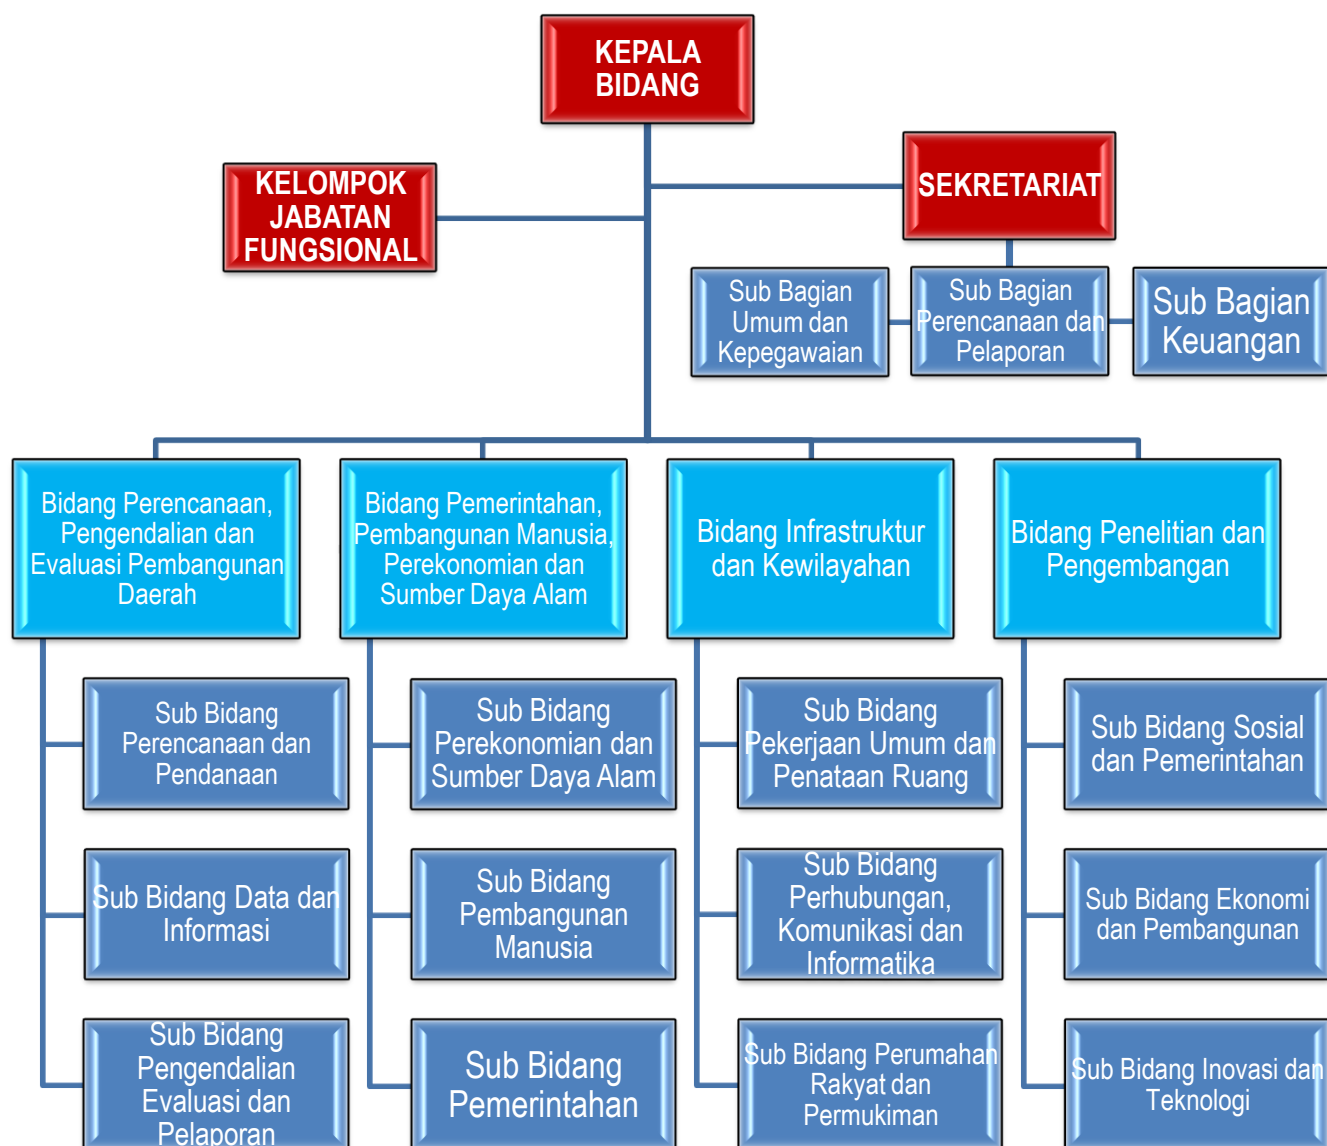 KEPALA
BIDANG
KELOMPOK
JABATAN
FUNGSIONAL
SEKRETARIAT
Sub Bagian
Umum dan
Kepegawaian
Sub Bagian
Perencanaan dan
Pelaporan
Sub Bagian
Keuangan
Bidang Perencanaan,
Pengendalian dan
Evaluasi Pembangunan
Daerah
Bidang Pemerintahan,
Pembangunan Manusia,
Perekonomian dan
Sumber Daya Alam
Bidang Infrastruktur
dan Kewilayahan
Bidang Penelitian dan
Pengembangan
Sub Bidang
Perencanaan dan
Pendanaan
Sub Bidang
Perekonomian dan
Sumber Daya Alam
Sub Bidang
Pekerjaan Umum dan
Penataan Ruang
Sub Bidang Sosial
dan Pemerintahan
Sub Bidang Data dan
Informasi
Sub Bidang
Pembangunan
Manusia
Sub Bidang
Perhubungan,
Komunikasi dan
Informatika
Sub Bidang Ekonomi
dan Pembangunan
Sub Bidang
Pengendalian
Evaluasi dan
Pelaporan
Sub Bidang
Pemerintahan
Sub Bidang Perumahan
Rakyat dan
Permukiman
Sub Bidang Inovasi dan
Teknologi